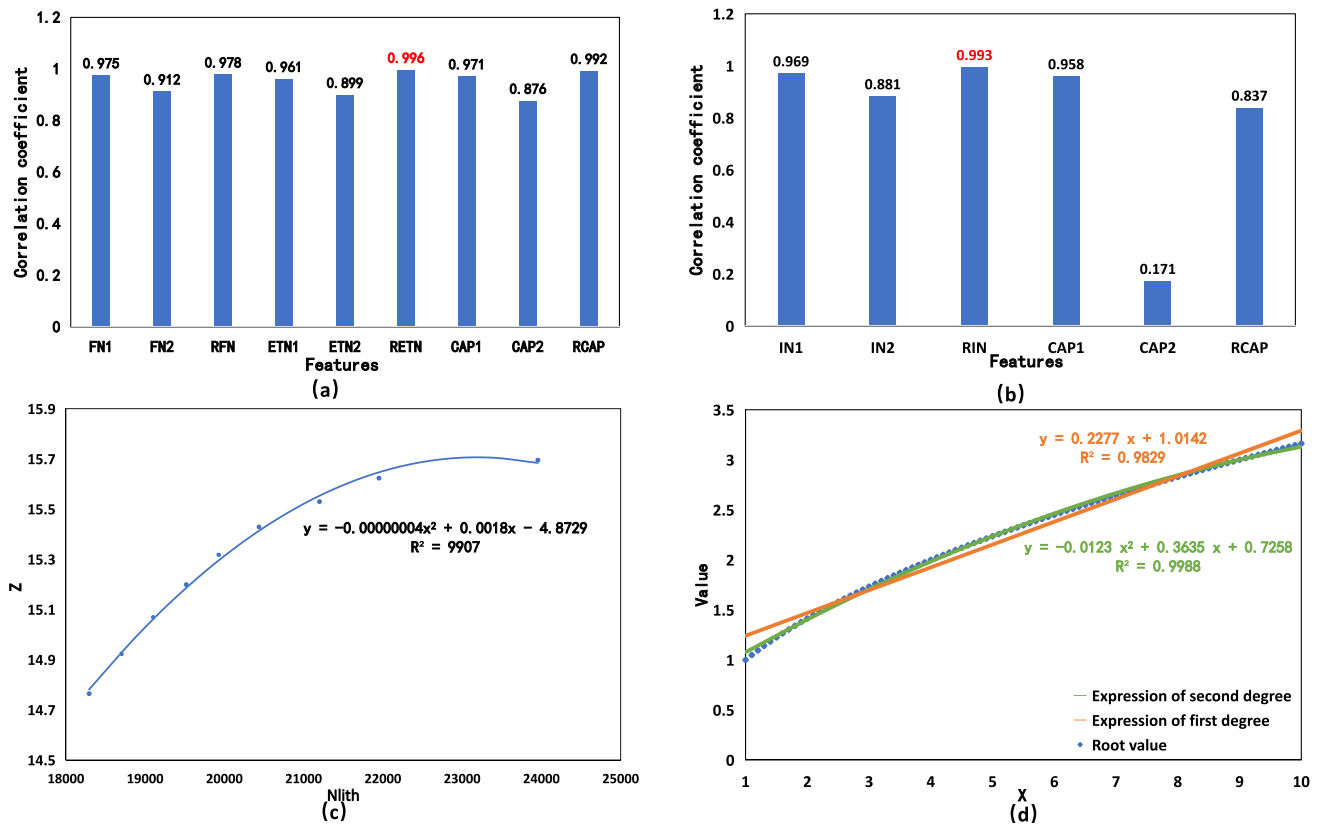 1.2
1
0.8
0.6
0.4
0.2
0
Correlation coefficient
0.975
0.912
0.978
0.961
0.899
0.996
0.971
0.876
0.992
FN1 FN2 RFN ETN1 ETN2 RETN CAP1 CAP2 RCAP
Features
(a)
1.2
1
0.8
0.6
0.4
0.2
0
Correlation coefficient
0.969
0.881
0.993
0.958
0.171
0.837
IN1 IN2 RIN CAP1 CAP2 RCAP
Features
(b)
15.9
15.7
15.5
15.3
15.1
14.9
14.7
14.5
Z
y = -0.00000004x² + 0.0018x - 4.8729
R² = 9907
18000 19000 20000 21000 22000 23000 24000 25000
Nlith
(c)
3.5
3
2.5
2
1.5
1
0.5
0
Value
y = 0.2277 x + 1.0142
R² = 0.9829
y = -0.0123 x² + 0.3635 x + 0.7258
R² = 0.9988
Expression of second degree
Expression of first degree
Root value
1 2 3 4 5 6 7 8 9 10
X
(d)